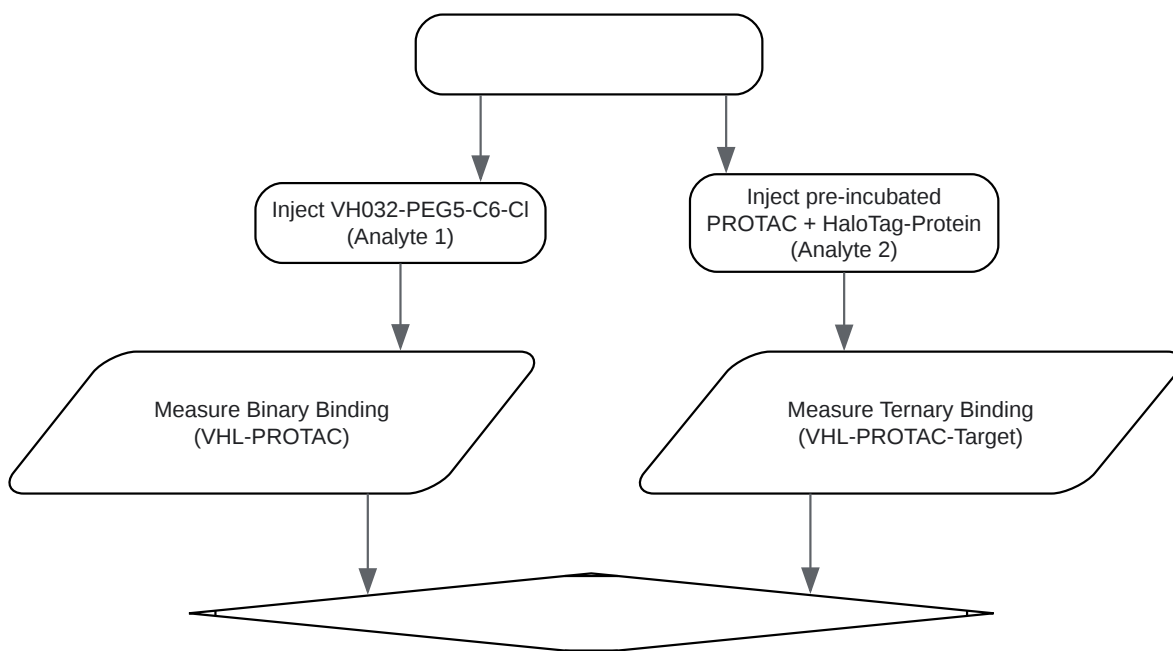 Inject VH032-PEG5-C6-Cl
(Analyte 1)
Inject pre-incubated
PROTAC + HaloTag-Protein
(Analyte 2)
Measure Binary Binding
(VHL-PROTAC)
Measure Ternary Binding
(VHL-PROTAC-Target)